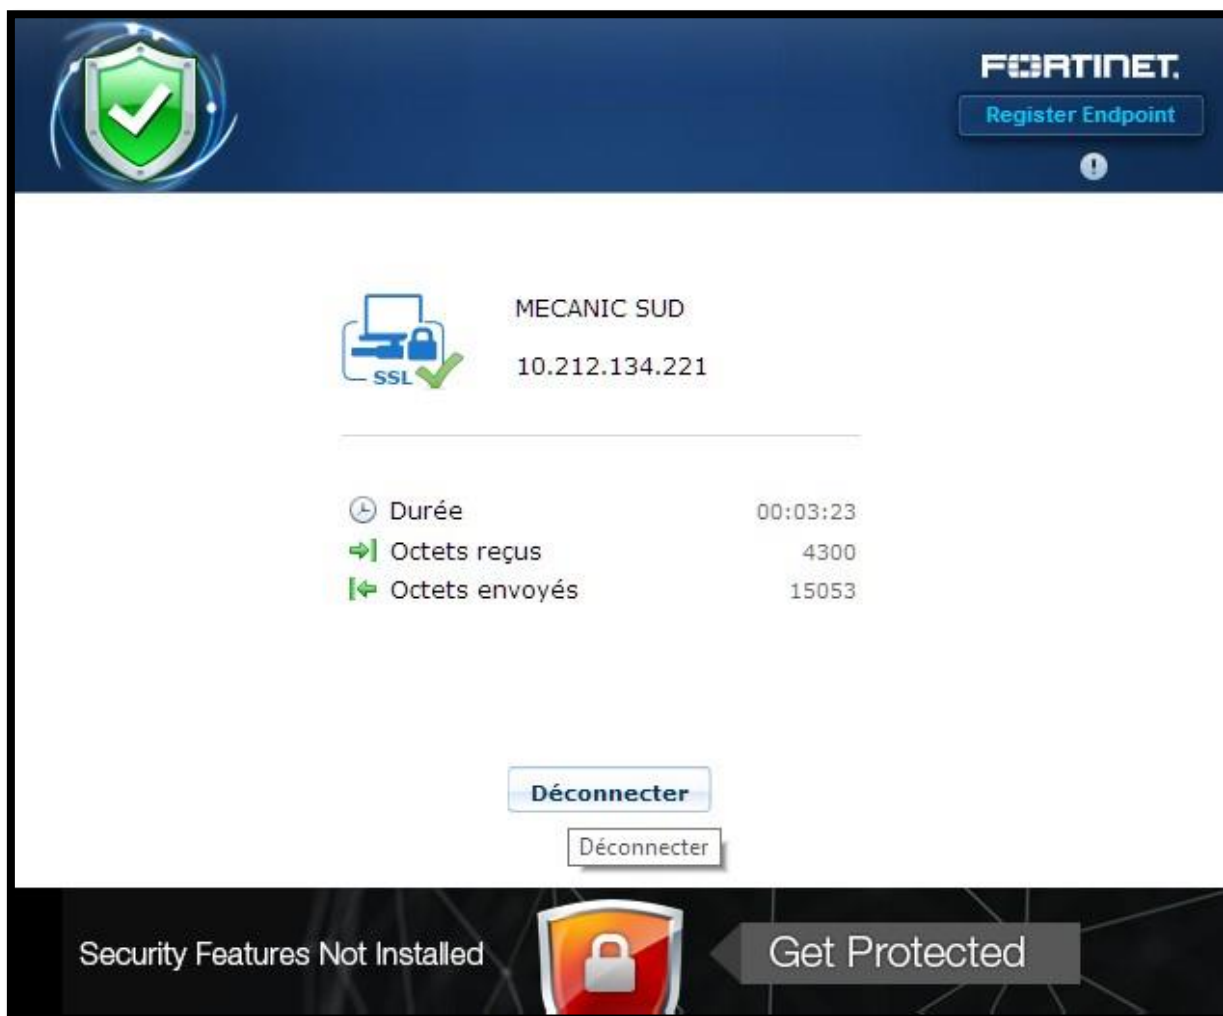 FORTINET.
Register Endpoint
MECANIC SUD
SSL
10.212.134.221
Durée 00:03:23
Octets reçus 4300
Octets envoyés 15053
Déconnecter
Déconnecter
Security Features Not Installed
Get Protected